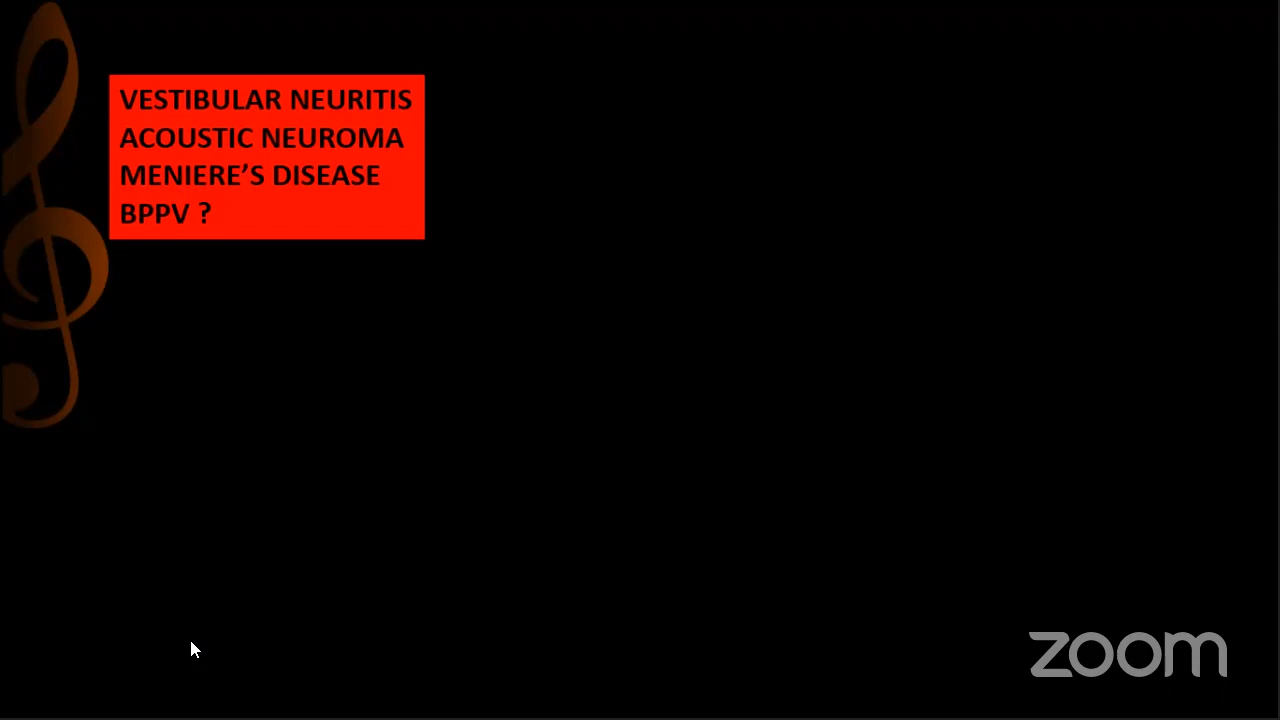 VESTIBULAR NEURITIS
ACOUSTIC NEUROMA
MENIERE’S DISEASE
BPPV ?
zoom